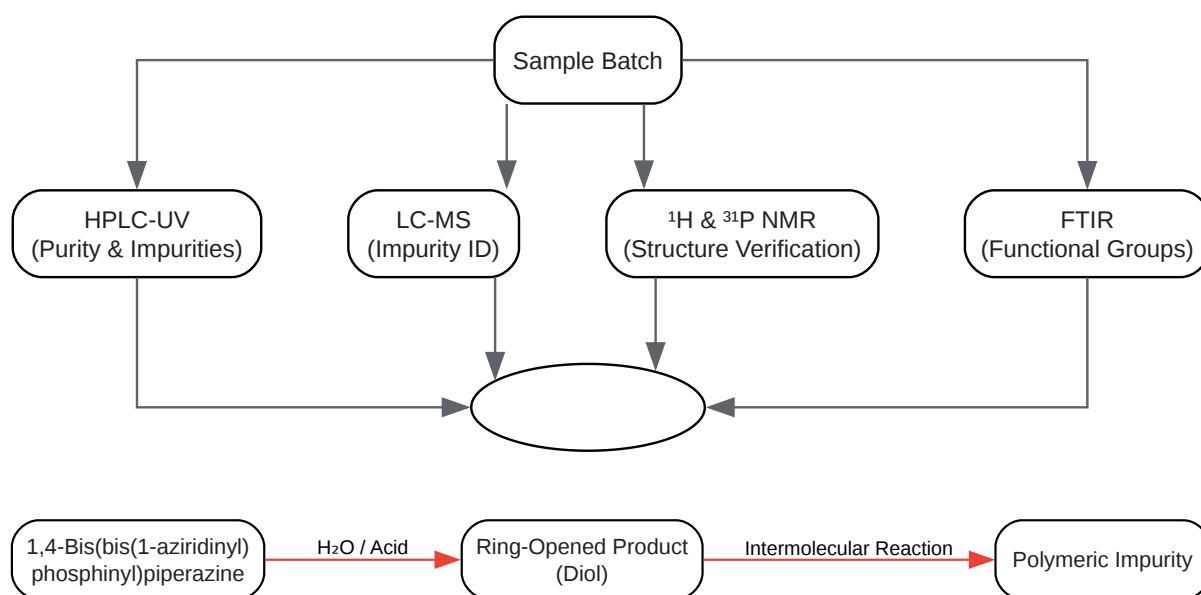 Sample Batch
HPLC-UV
(Purity & Impurities)
LC-MS
(Impurity ID)
¹H & ³¹P NMR
(Structure Verification)
FTIR
(Functional Groups)
1,4-Bis(bis(1-aziridinyl)
phosphinyl)piperazine
H₂O / Acid
Ring-Opened Product
(Diol)
Intermolecular Reaction
Polymeric Impurity